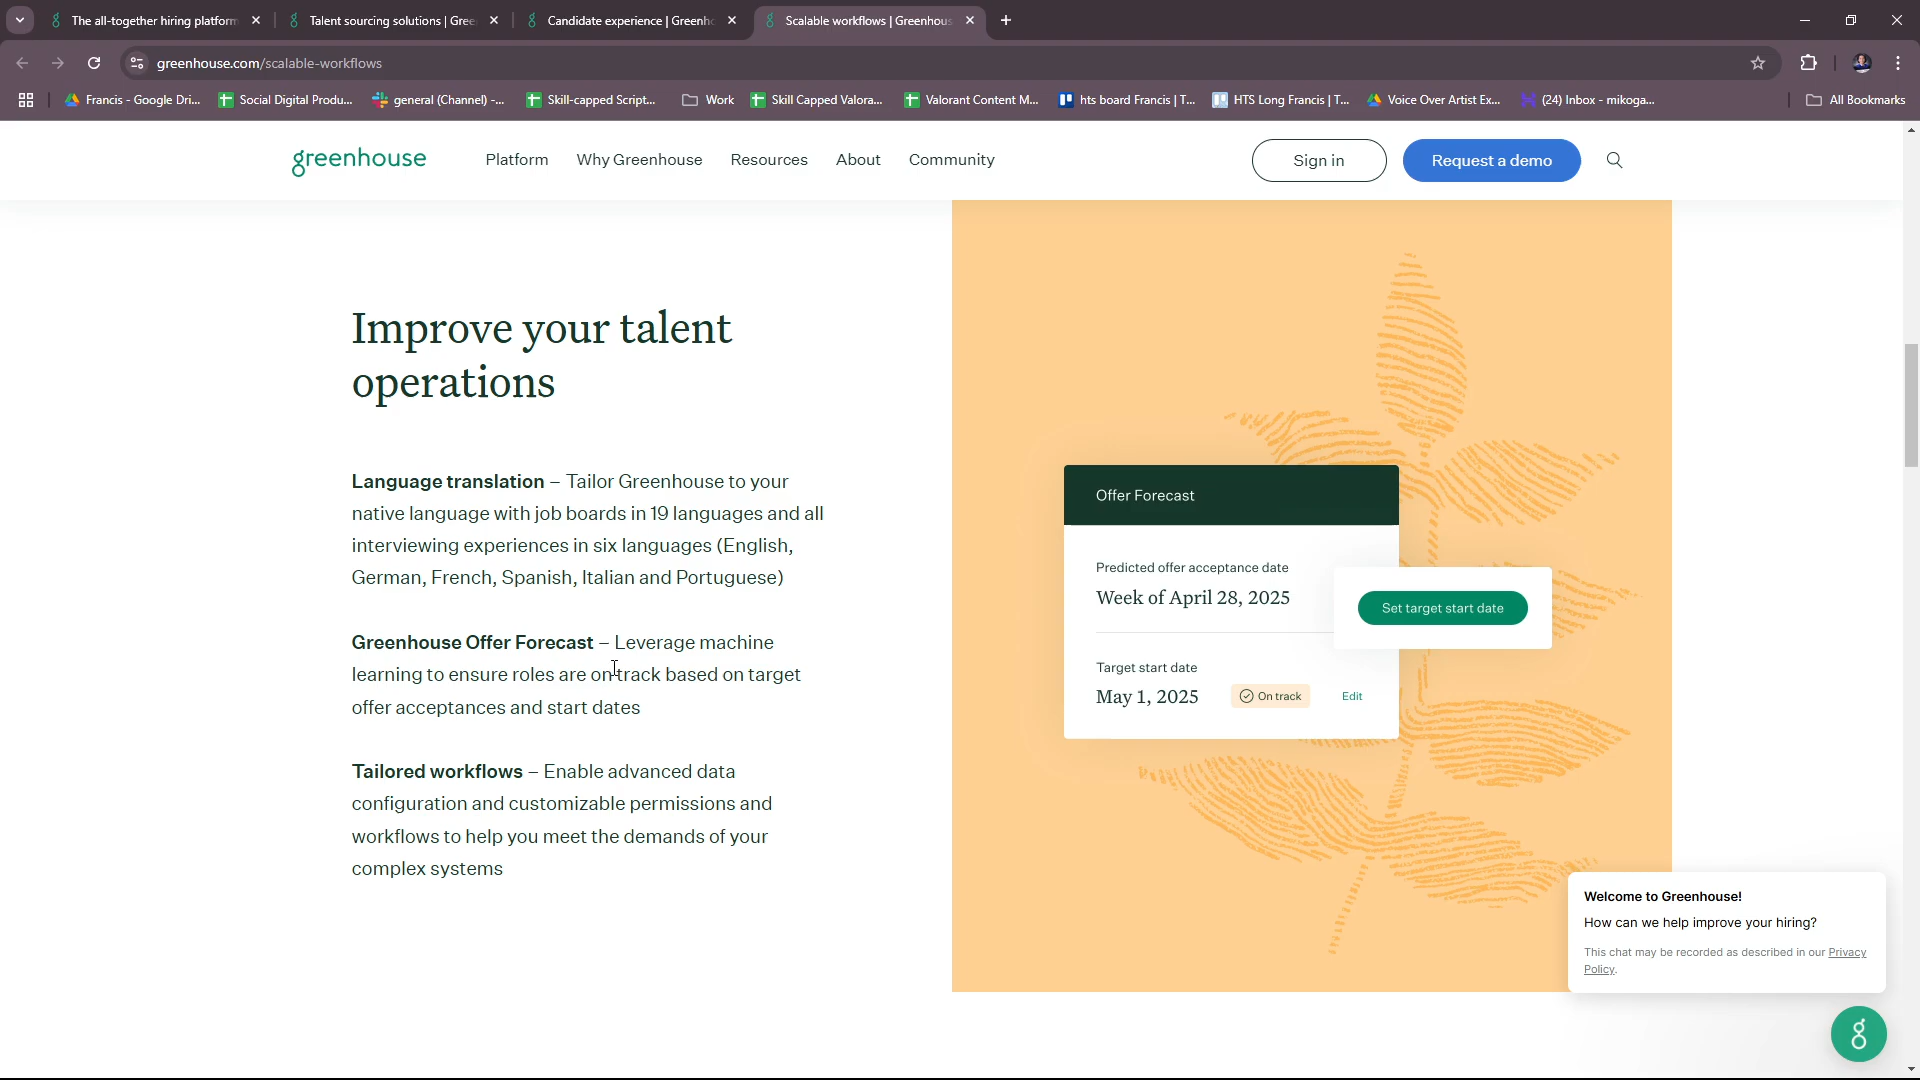 The all-together hiring platform
Talent sourcing solutions | Gree
Candidate experience | Greenho
Scalable workflows | Greenhous
greenhouse.com/scalable-workflows
Francis - Google Dri...
Social Digital Produ...
general (Channel) -...
Skill-capped Script...
Work
Skill Capped Valora...
Valorant Content M...
hts board Francis | T...
HTS Long Francis | T...
Voice Over Artist Ex...
(24) Inbox - mikoga...
All Bookmarks
greenhouse
Platform
Why Greenhouse
Resources
About
Community
Sign in
Request a demo
Improve your talent
operations
Language translation – Tailor Greenhouse to your
native language with job boards in 19 languages and all
interviewing experiences in six languages (English,
German, French, Spanish, Italian and Portuguese)
Greenhouse Offer Forecast – Leverage machine
learning to ensure roles are on track based on target
offer acceptances and start dates
Tailored workflows – Enable advanced data
configuration and customizable permissions and
workflows to help you meet the demands of your
complex systems
Offer Forecast
Predicted offer acceptance date
Week of April 28, 2025
Set target start date
Target start date
May 1, 2025
On track
Edit
Welcome to Greenhouse!
How can we help improve your hiring?
This chat may be recorded as described in our Privacy
Policy.